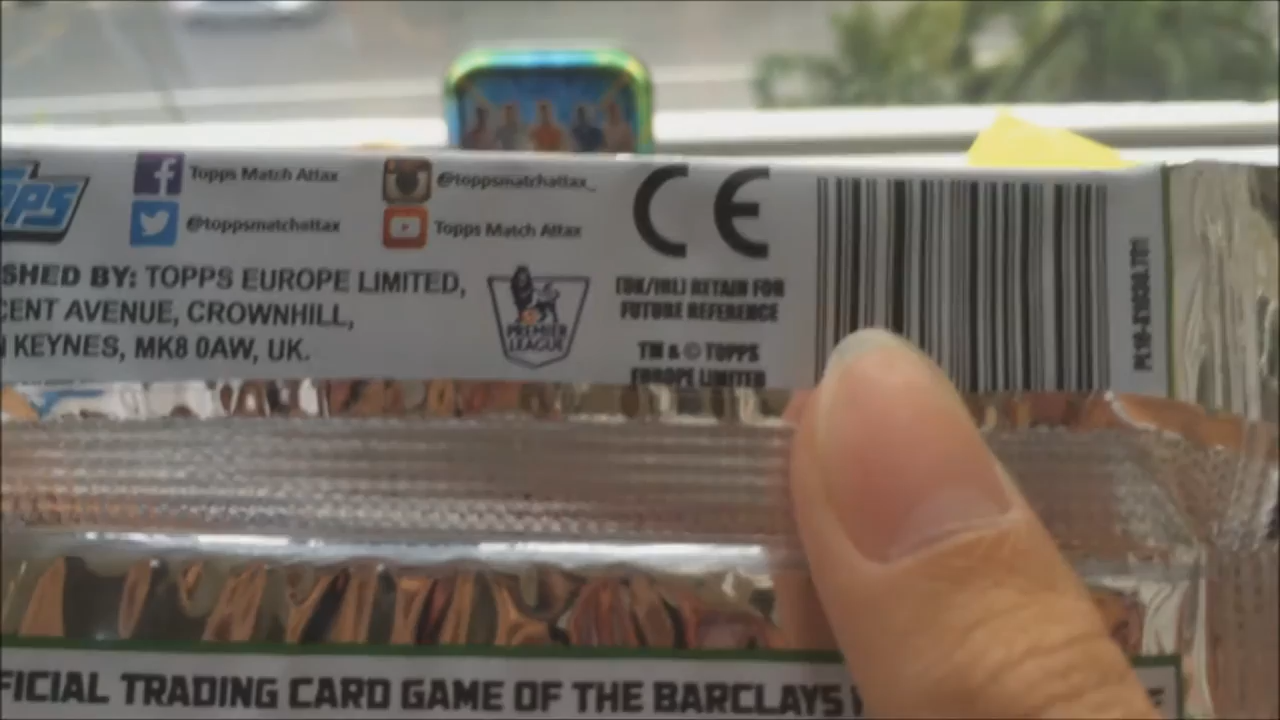 PPS
Topps Match Attax
@toppsmatchattax_
@toppsmatchattax
Topps Match Attax
SHED BY: TOPPS EUROPE LIMITED,
CENT AVENUE, CROWNHILL,
KEYNES, MK8 0AW, UK.
PREMIER
LEAGUE
CE
(UK/IRL) RETAIN FOR
FUTURE REFERENCE
TM & © TOPPS
EUROPE LIMITED
FICIAL TRADING CARD GAME OF THE BARCLAYS